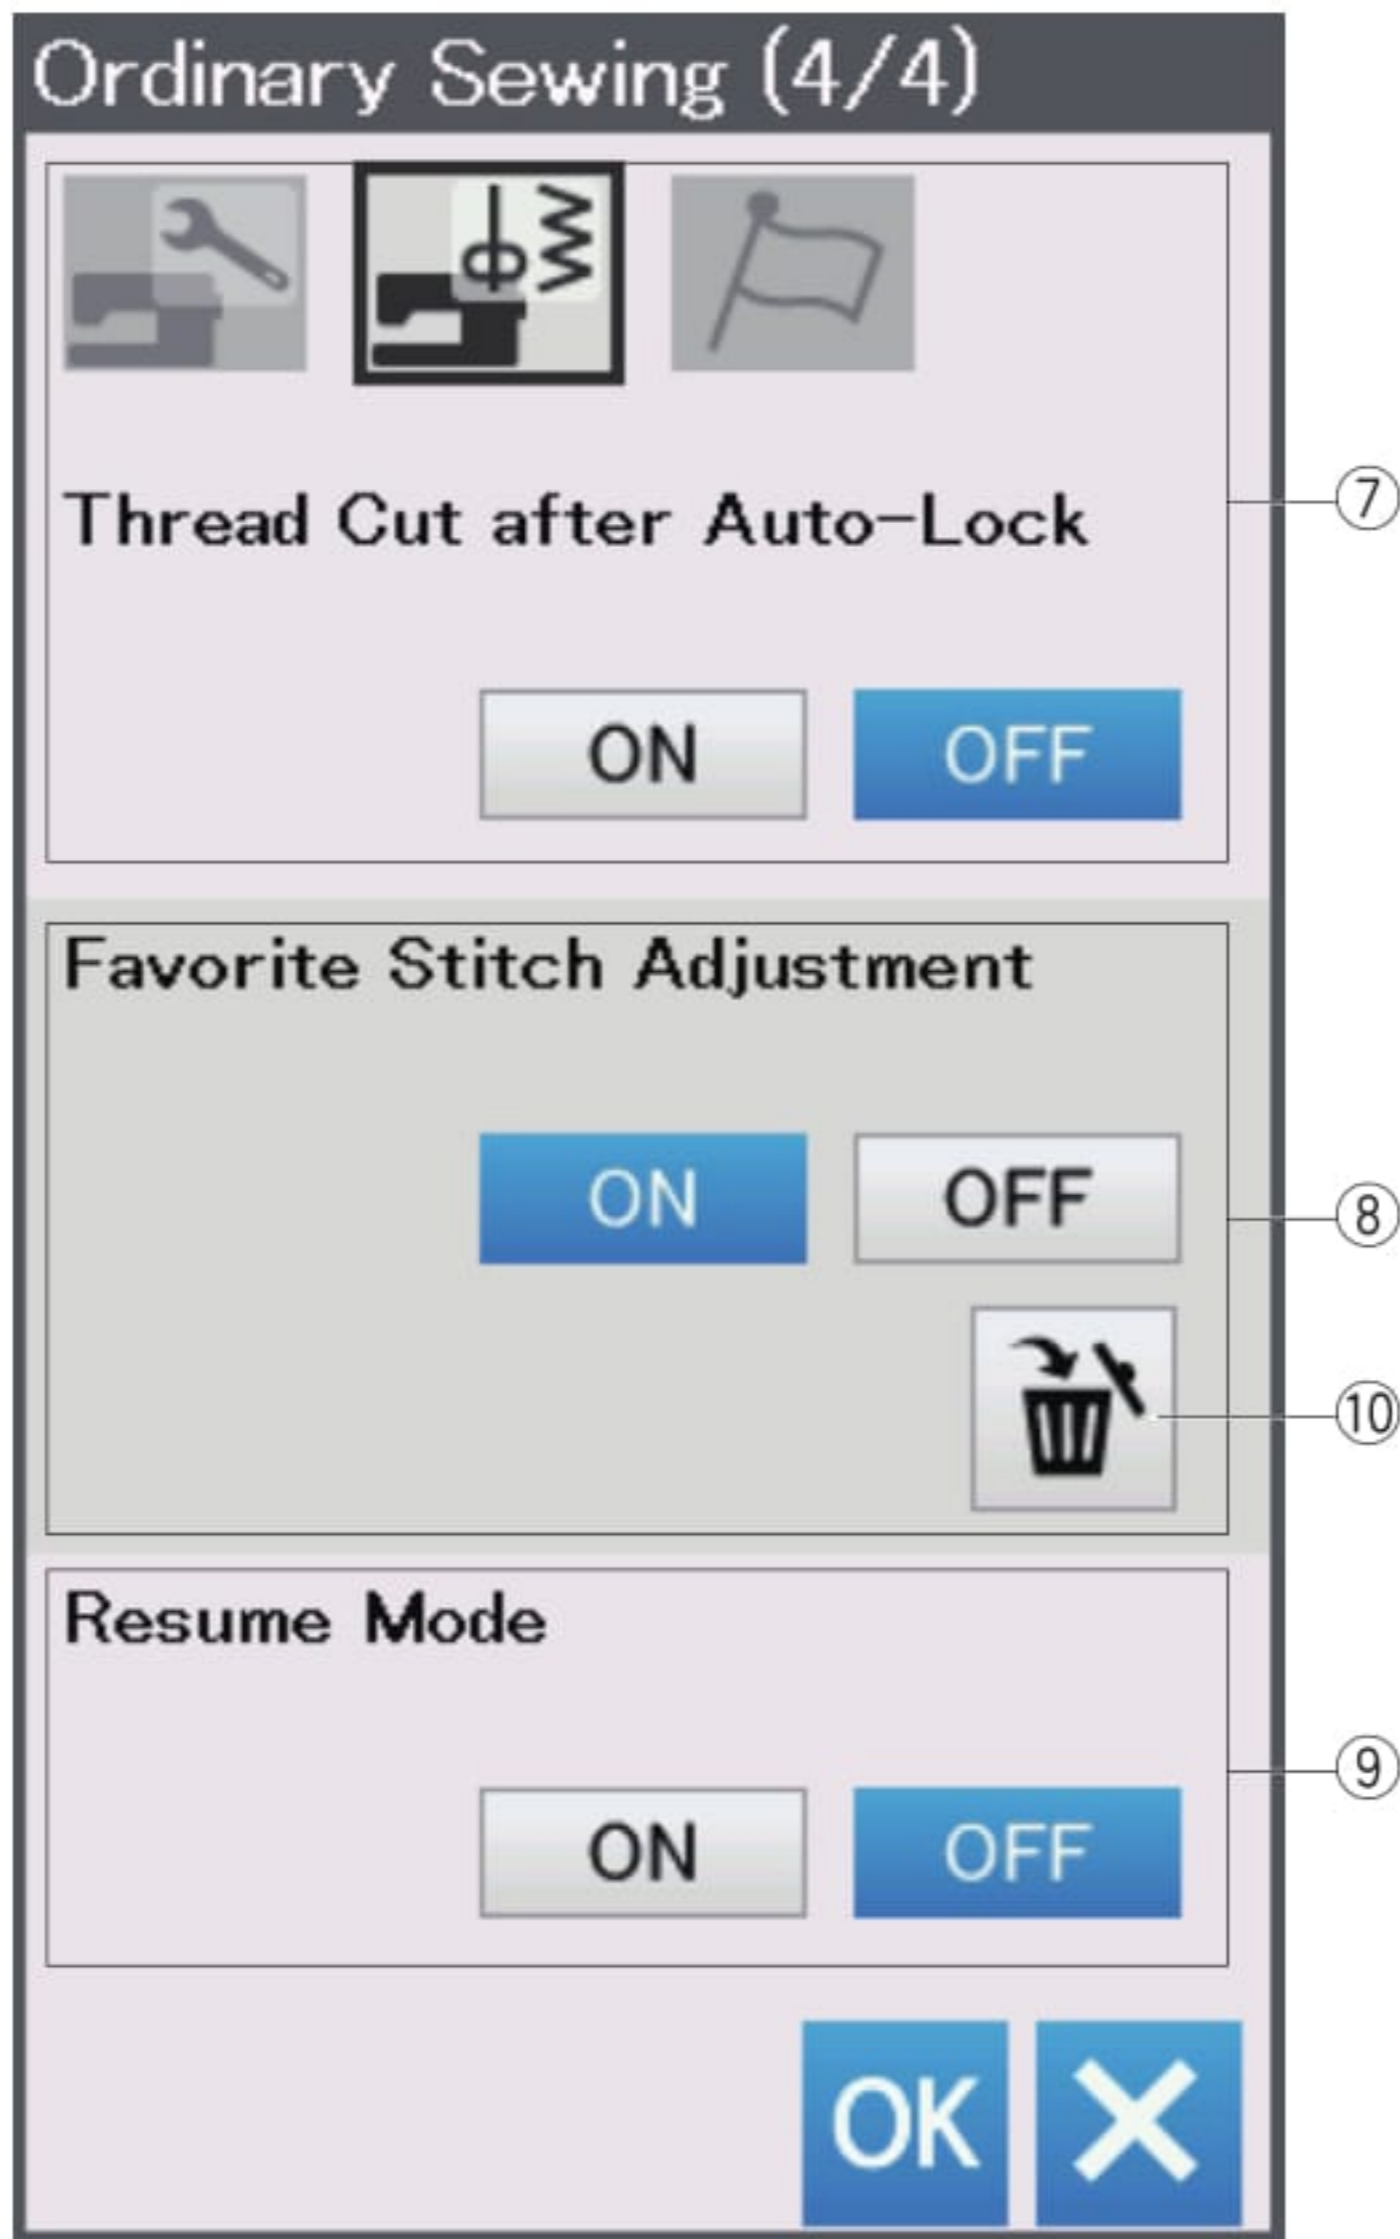 Ordinary Sewing (4/4)
Thread Cut after Auto-Lock
⑦
ON OFF
Favorite Stitch Adjustment
ON OFF
⑧
⑩
Resume Mode
⑨
ON OFF
OK